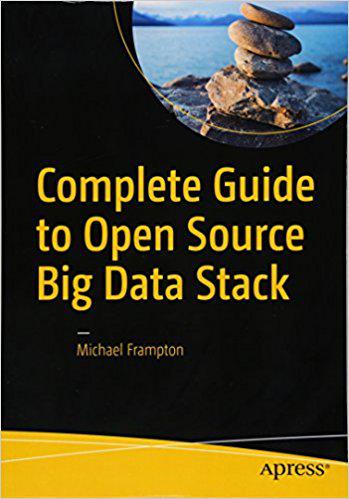 Complete Guide
to Open Source
Big Data Stack
Michael Frampton
Apress®